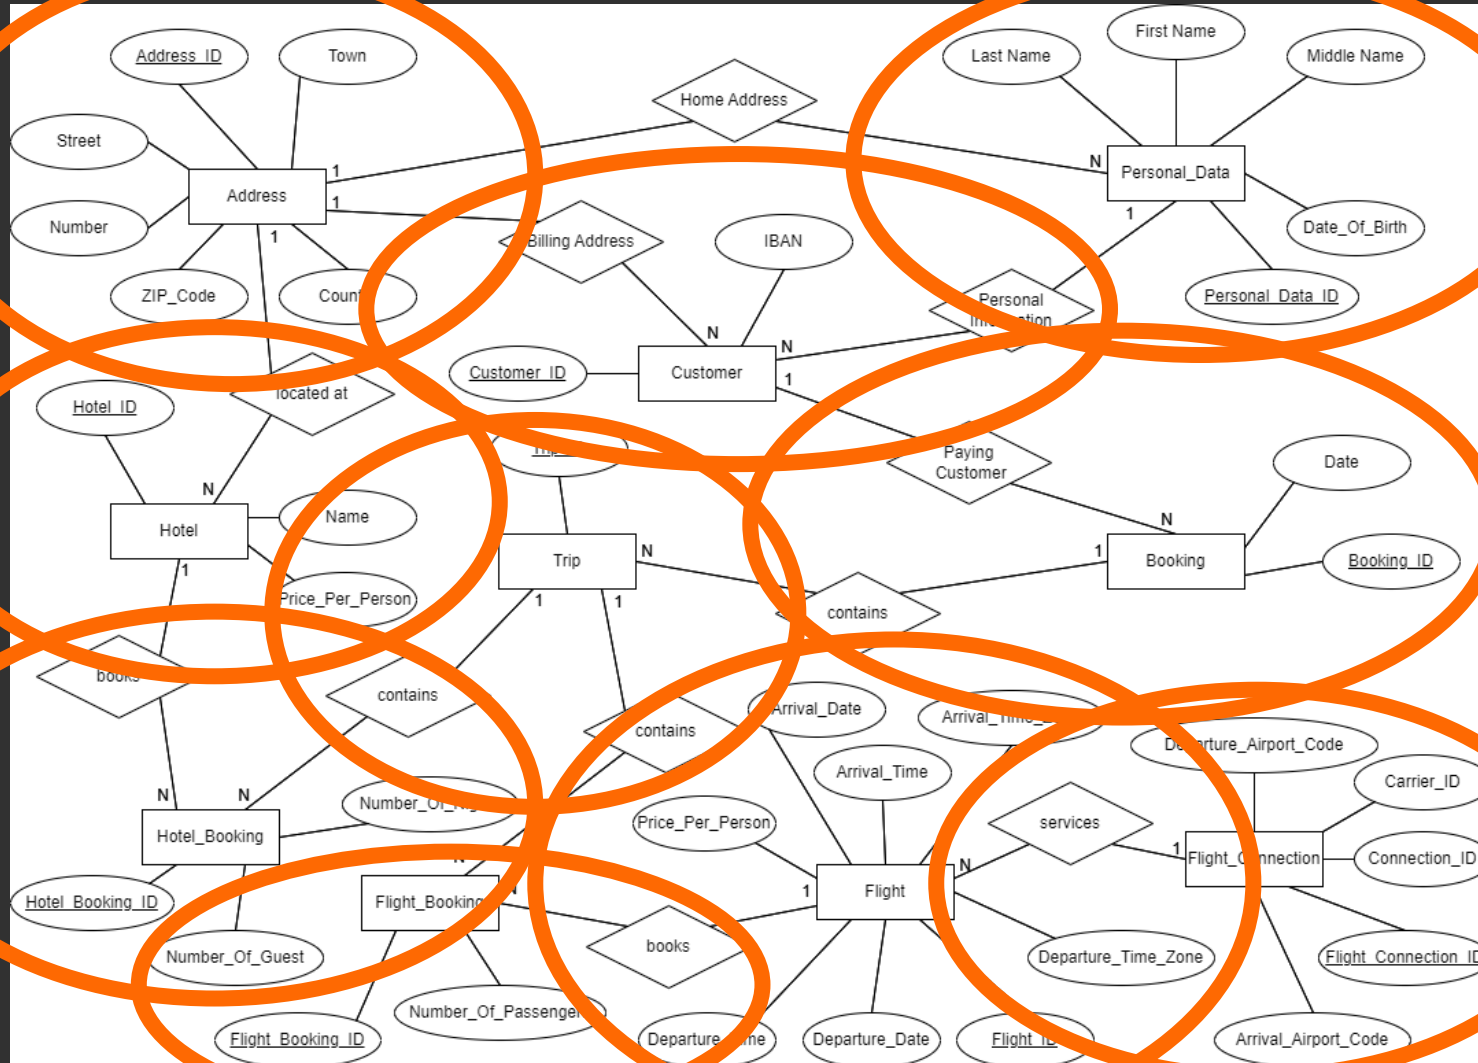 First Name
Address_ID
Town
Last Name
Middle Name
Home Address
Street
1
N
Personal_Data
Address
1
1
Number
1
Date_Of_Birth
Billing Address
IBAN
ZIP_Code
Personal
Personal_Data_ID
N
N
Customer_ID
Customer
1
located at
Hotel_ID
Paying
Customer
Date
N
Name
N
Hotel
Trip
N
1
Booking
Booking_ID
1
Price_Per_Person
1
1
contains
books
contains
Arrival_Date
contains
Departure_Airport_Code
Arrival_Time
Carrier_ID
N
N
Price_Per_Person
services
Hotel_Booking
1
Flight_Connection
Connection_ID
N
N
1
Flight
Hotel_Booking_ID
Flight_Booking
N
books
Number_Of_Guest
Departure_Time_Zone
Flight_Connection_ID
Number_Of_Passenger
Flight_Booking_ID
Departure_Date
Arrival_Airport_Code